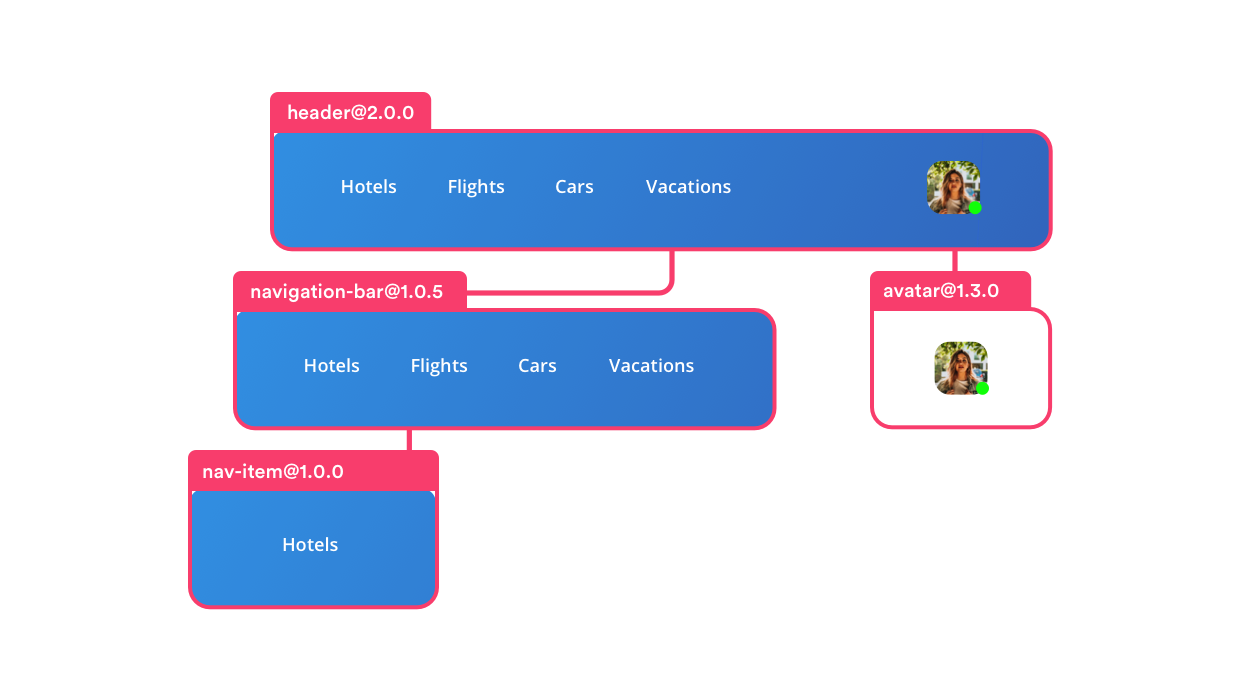 header@2.0.0
Hotels Flights Cars Vacations
navigation-bar@1.0.5
avatar@1.3.0
Hotels Flights Cars Vacations
nav-item@1.0.0
Hotels